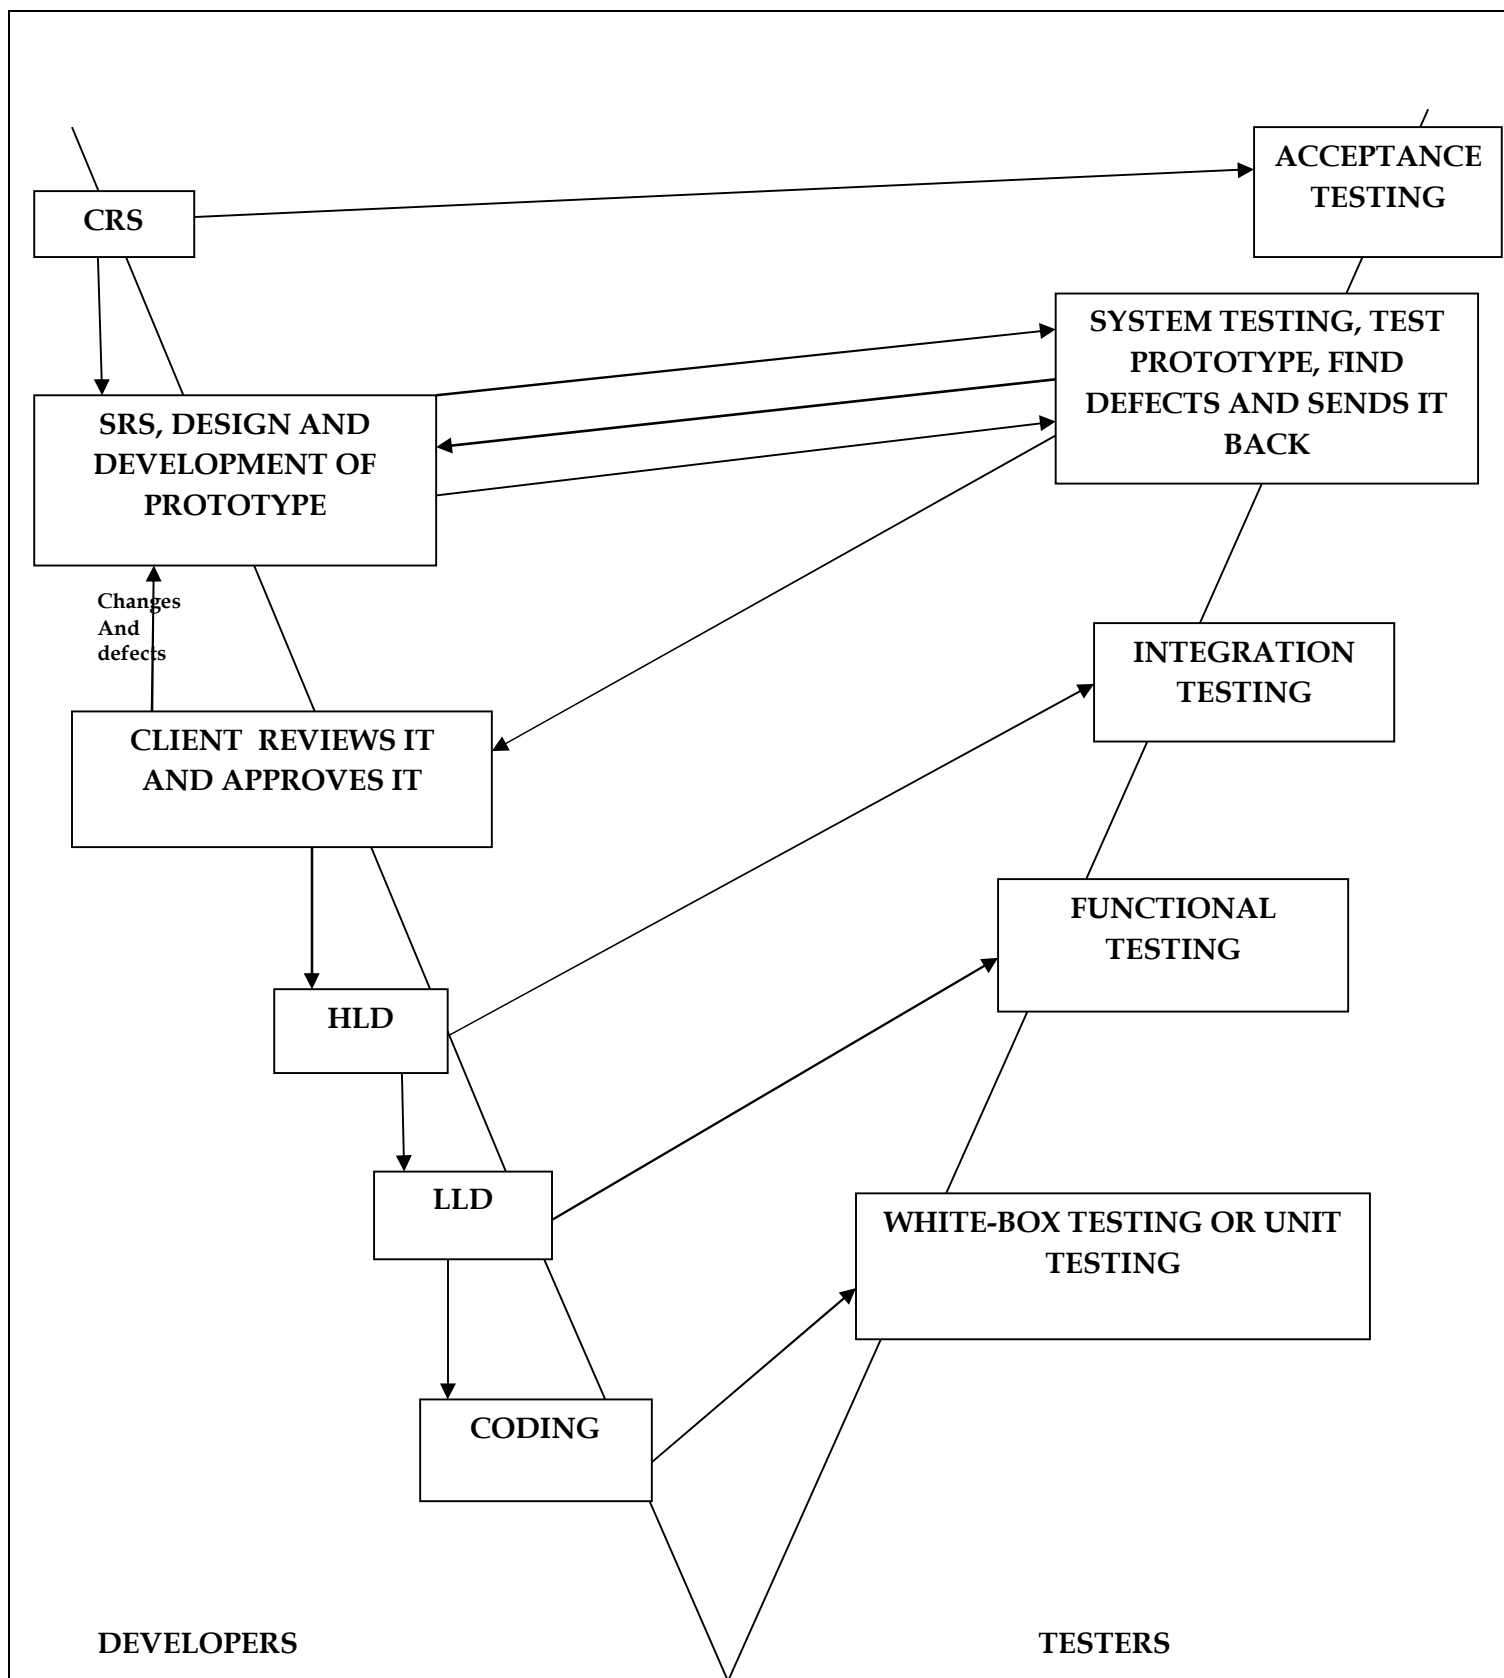 ACCEPTANCE
TESTING
CRS
SYSTEM TESTING, TEST
PROTOTYPE, FIND
DEFECTS AND SENDS IT
BACK
SRS, DESIGN AND
DEVELOPMENT OF
PROTOTYPE
Changes
And
defects
INTEGRATION
TESTING
CLIENT REVIEWS IT
AND APPROVES IT
FUNCTIONAL
TESTING
HLD
LLD
WHITE-BOX TESTING OR UNIT
TESTING
CODING
DEVELOPERS
TESTERS